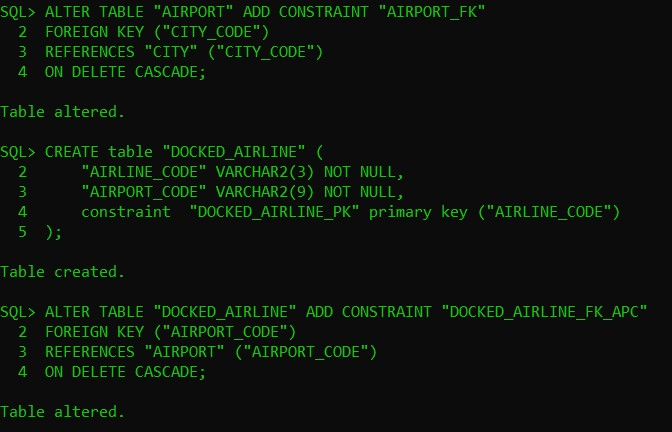 SQL> ALTER TABLE "AIRPORT" ADD CONSTRAINT "AIRPORT_FK"
  2  FOREIGN KEY ("CITY_CODE")
  3  REFERENCES "CITY" ("CITY_CODE")
  4  ON DELETE CASCADE;
Table altered.
SQL> CREATE table "DOCKED_AIRLINE" (
  2      "AIRLINE_CODE" VARCHAR2(3) NOT NULL,
  3      "AIRPORT_CODE" VARCHAR2(9) NOT NULL,
  4      constraint  "DOCKED_AIRLINE_PK" primary key ("AIRLINE_CODE")
  5  );
Table created.
SQL> ALTER TABLE "DOCKED_AIRLINE" ADD CONSTRAINT "DOCKED_AIRLINE_FK_APC"
  2  FOREIGN KEY ("AIRPORT_CODE")
  3  REFERENCES "AIRPORT" ("AIRPORT_CODE")
  4  ON DELETE CASCADE;
Table altered.